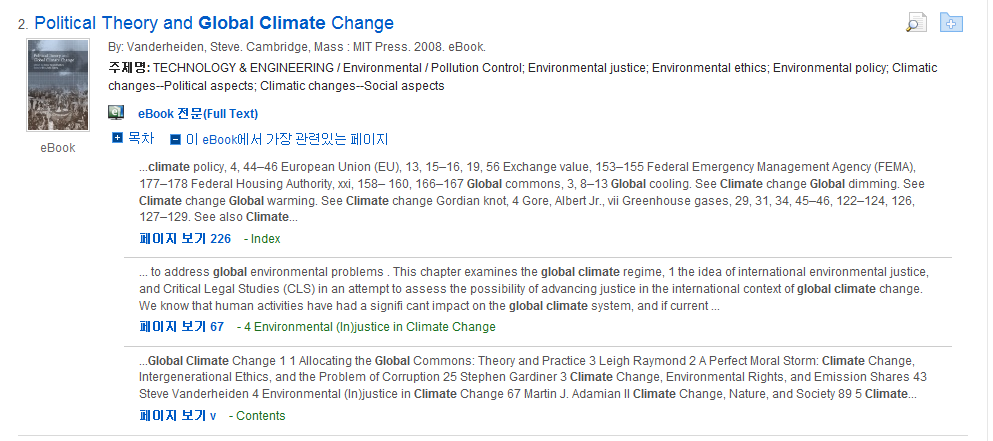 2. Political Theory and Global Climate Change
By: Vanderheiden, Steve. Cambridge, Mass : MIT Press. 2008. eBook.
주제명: TECHNOLOGY & ENGINEERING / Environmental / Pollution Control; Environmental justice; Environmental ethics; Environmental policy; Climatic
changes--Political aspects; Climatic changes--Social aspects
Political Theory and
Global Climate Change
eBook 전문(Full Text)
eBook
목차 이 eBook에서 가장 관련있는 페이지
...climate policy, 4, 44–46 European Union (EU), 13, 15–16, 19, 56 Exchange value, 153–155 Federal Emergency Management Agency (FEMA),
177–178 Federal Housing Authority, xxi, 158– 160, 166–167 Global commons, 3, 8–13 Global cooling. See Climate change Global dimming. See
Climate change Global warming. See Climate change Gordian knot, 4 Gore, Albert Jr., vii Greenhouse gases, 29, 31, 34, 45–46, 122–124, 126,
127–129. See also Climate...
페이지 보기 226 - Index
... to address global environmental problems . This chapter examines the global climate regime, 1 the idea of international environmental justice,
and Critical Legal Studies (CLS) in an attempt to assess the possibility of advancing justice in the international context of global climate change.
We know that human activities have had a signifi cant impact on the global climate system, and if current ...
페이지 보기 67 - 4 Environmental (In)justice in Climate Change
...Global Climate Change 1 1 Allocating the Global Commons: Theory and Practice 3 Leigh Raymond 2 A Perfect Moral Storm: Climate Change,
Intergenerational Ethics, and the Problem of Corruption 25 Stephen Gardiner 3 Climate Change, Environmental Rights, and Emission Shares 43
Steve Vanderheiden 4 Environmental (In)justice in Climate Change 67 Martin J. Adamian II Climate Change, Nature, and Society 89 5 Climate...
페이지 보기 v - Contents